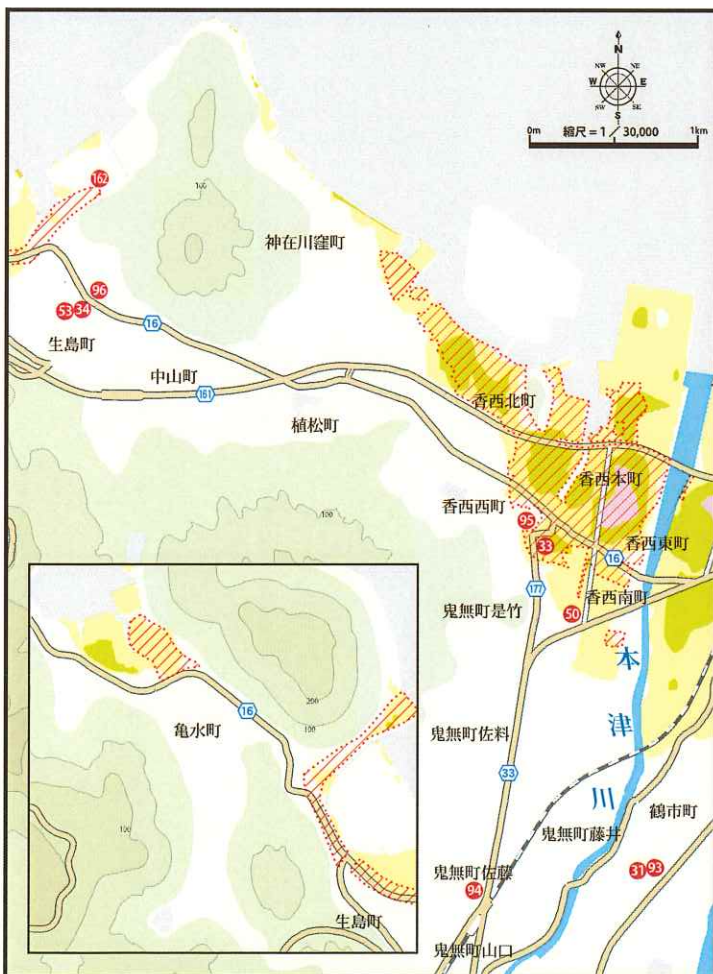 N
NW NE
W E
SW SE
S
0m 縮尺=1／30,000 1km
162
100
神在川窪町
96
53 34
16
生島町
中山町
161
植松町
香西北町
香西本町
香西西町
95
33
香西東町
16
177
香西南町
鬼無町是竹
50
100
100
200
100
本津川
16
亀水町
100
生島町
鬼無町佐料
33
鶴市町
鬼無町藤井
31 93
鬼無町佐藤
94
鬼無町山口